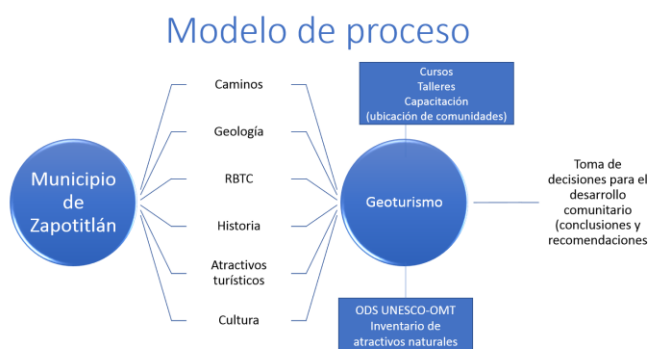 Modelo de proceso
Municipio
de
Zapotitlán
Caminos
Geología
RBTC
Historia
Atractivos
turísticos
Cultura
Cursos
Talleres
Capacitación
(ubicación de comunidades)
Geoturismo
ODS UNESCO-OMT
Inventario de
atractivos naturales
Toma de
decisiones para el
desarrollo
comunitario
(conclusiones y
recomendaciones